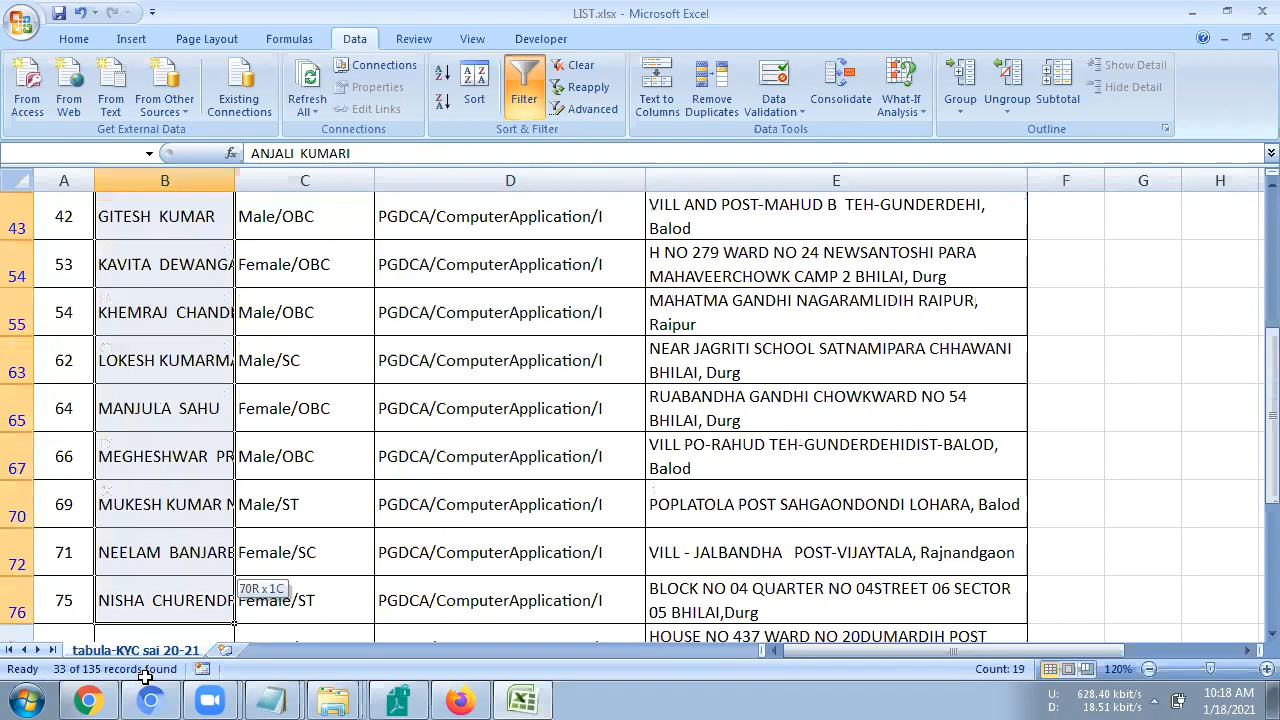 LIST.xlsx - Microsoft Excel
Home Insert Page Layout Formulas Data Review View Developer
From Access
From Web
From Text
From Other Sources
Existing Connections
Refresh All
Connections
Properties
Edit Links
Sort
Filter
Clear
Reapply
Advanced
Text to Columns
Remove Duplicates
Data Validation
Consolidate
What-If Analysis
Group
Ungroup
Subtotal
Show Detail
Hide Detail
Get External Data Connections Sort & Filter Data Tools Outline
fx ANJALI KUMARI
A B C D E F G H
43 42 GITESH KUMAR Male/OBC PGDCA/ComputerApplication/I VILL AND POST-MAHUD B TEH-GUNDERDEHI,
Balod
54 53 KAVITA DEWANGA Female/OBC PGDCA/ComputerApplication/I H NO 279 WARD NO 24 NEWSANTOSHI PARA
MAHAVEERCHOWK CAMP 2 BHILAI, Durg
55 54 KHEMRAJ CHAND Male/OBC PGDCA/ComputerApplication/I MAHATMA GANDHI NAGARAMLIDIH RAIPUR,
Raipur
63 62 LOKESH KUMARMA Male/SC PGDCA/ComputerApplication/I NEAR JAGRITI SCHOOL SATNAMIPARA CHHAWANI
BHILAI, Durg
65 64 MANJULA SAHU Female/OBC PGDCA/ComputerApplication/I RUABANDHA GANDHI CHOWKWARD NO 54
BHILAI, Durg
67 66 MEGHESHWAR PR Male/OBC PGDCA/ComputerApplication/I VILL PO-RAHUD TEH-GUNDERDEHIDIST-BALOD,
Balod
70 69 MUKESH KUMAR N Male/ST PGDCA/ComputerApplication/I POPLATOLA POST SAHGAONDONDI LOHARA, Balod
72 71 NEELAM BANJARE Female/SC PGDCA/ComputerApplication/I VILL - JALBANDHA POST-VIJAYTALA, Rajnandgaon
70R x 1C
76 75 NISHA CHURENDR Female/ST PGDCA/ComputerApplication/I BLOCK NO 04 QUARTER NO 04STREET 06 SECTOR
05 BHILAI,Durg
HOUSE NO 437 WARD NO 20DUMARDIH POST
tabula-KYC sai 20-21
Ready 33 of 135 records found Count: 19 120%
U: 628.40 kbit/s
D: 18.51 kbit/s
10:18 AM
1/18/2021